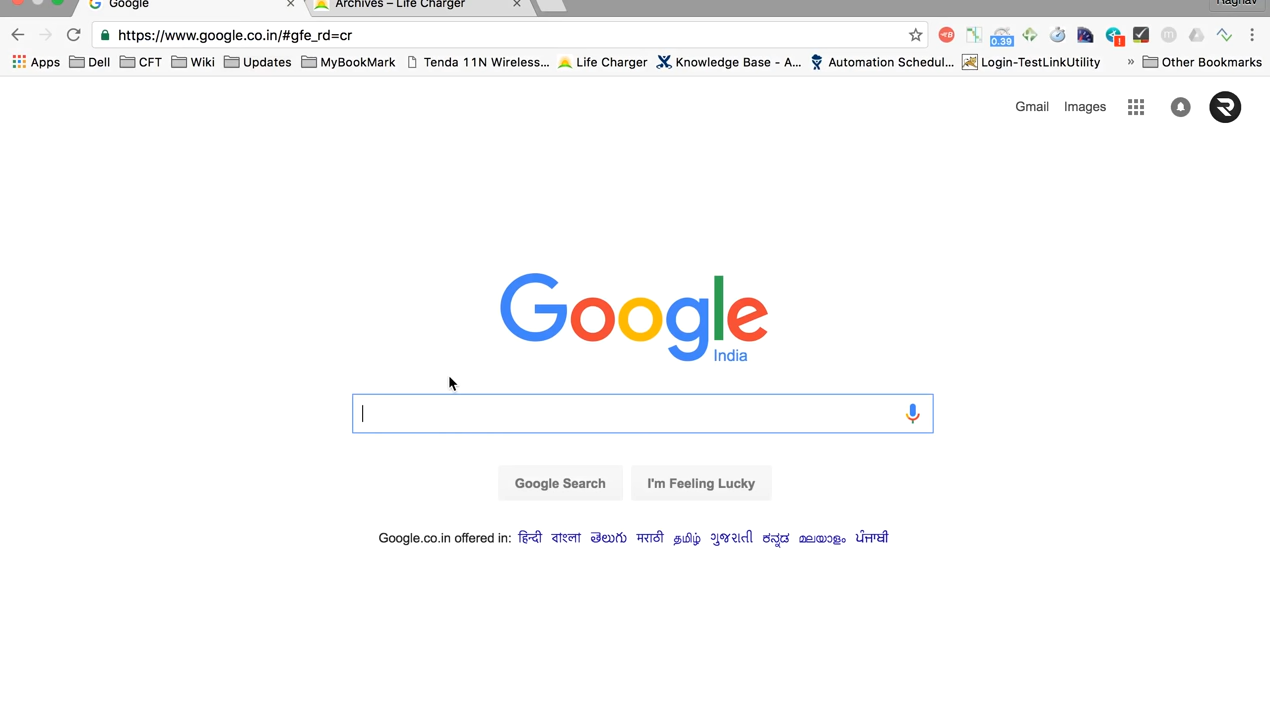 Google
Archives – Life Charger
Raghav
https://www.google.co.in/#gfe_rd=cr
0.39
Apps Dell CFT Wiki Updates MyBookMark Tenda 11N Wireless... Life Charger Knowledge Base - A... Automation Schedul... Login-TestLinkUtility » Other Bookmarks
Gmail Images
Google
India
Google Search I'm Feeling Lucky
Google.co.in offered in: हिन्दी বাংলা తెలుగు मराठी தமிழ் ગુજરાતી ಕನ್ನಡ മലയാളം ਪੰਜਾਬੀ